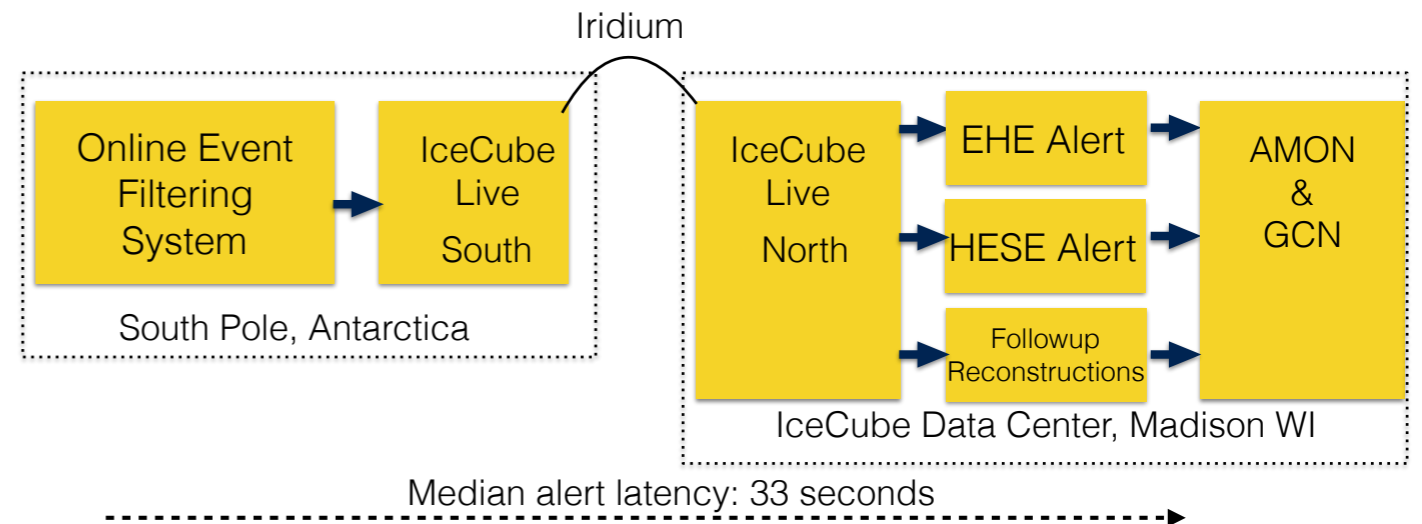 Iridium
Online Event
Filtering
System
IceCube
Live
South
South Pole, Antarctica
IceCube
Live
North
EHE Alert
HESE Alert
Followup
Reconstructions
AMON
&
GCN
IceCube Data Center, Madison WI
Median alert latency: 33 seconds